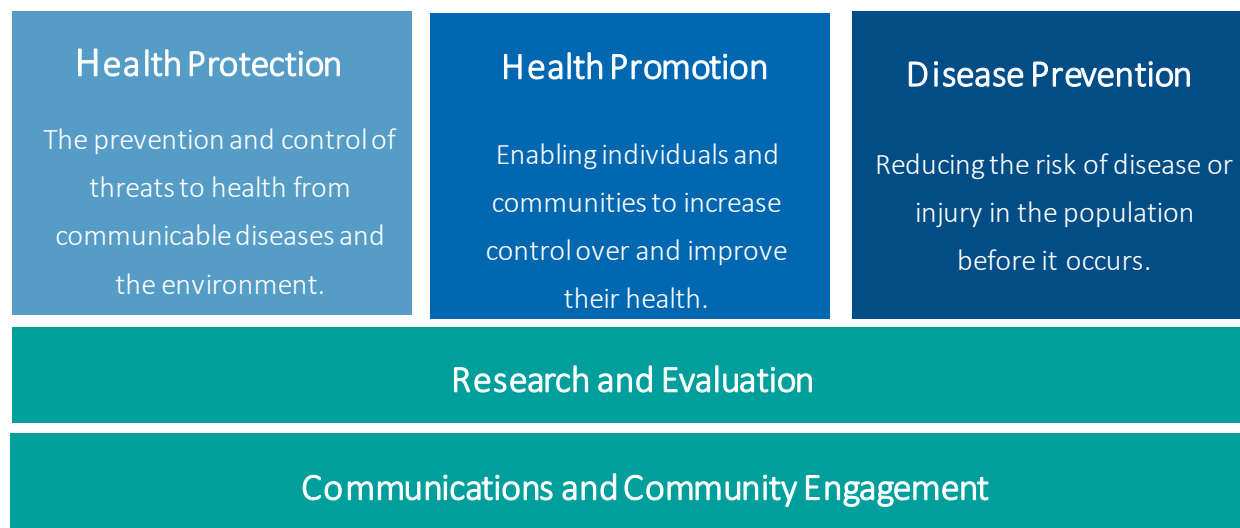 Health Protection
The prevention and control of
threats to health from
communicable diseases and
the environment.
Health Promotion
Enabling individuals and
communities to increase
control over and improve
their health.
Disease Prevention
Reducing the risk of disease or
injury in the population
before it occurs.
Research and Evaluation
Communications and Community Engagement